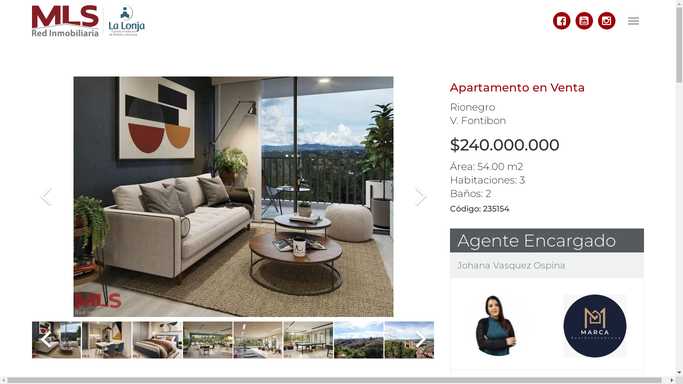 MLS
Red Inmobiliaria
La Lonja
Apartamento en Venta
Rionegro
V. Fontibon
$240.000.000
Área: 54.00 m2
Habitaciones: 3
Baños: 2
Código: 235154
Agente Encargado
Johana Vasquez Ospina
MLS
MARCA